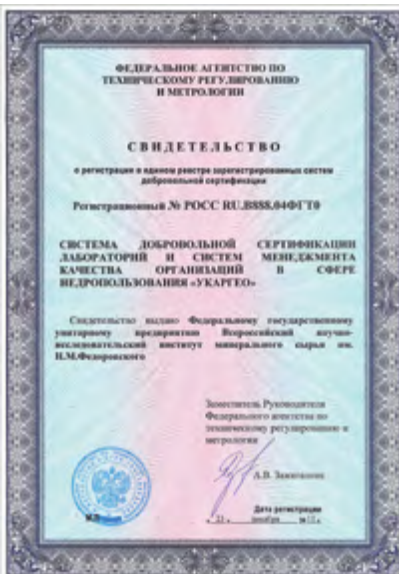 ФЕДЕРАЛЬНОЕ АГЕНТСТВО ПО
ТЕХНИЧЕСКОМУ РЕГУЛИРОВАНИЮ
И МЕТРОЛОГИИ
СВИДЕТЕЛЬСТВО
о регистрации в едином реестре зарегистрированных систем
добровольной сертификации
Регистрационный № РОСС RU.В888.04ФГТ0
СИСТЕМА ДОБРОВОЛЬНОЙ СЕРТИФИКАЦИИ
ЛАБОРАТОРИЙ И СИСТЕМ МЕНЕДЖМЕНТА
КАЧЕСТВА ОРГАНИЗАЦИЙ В СФЕРЕ
НЕДРОПОЛЬЗОВАНИЯ «УКАРГЕО»
Свидетельство выдано Федеральному государственному
унитарному предприятию Всероссийский научно-
исследовательский институт минерального сырья им.
Н.М.Федоровского
Заместитель Руководителя
Федерального агентства по
техническому регулированию и
метрологии
А.В.
М.П.
Дата регистрации
декабря